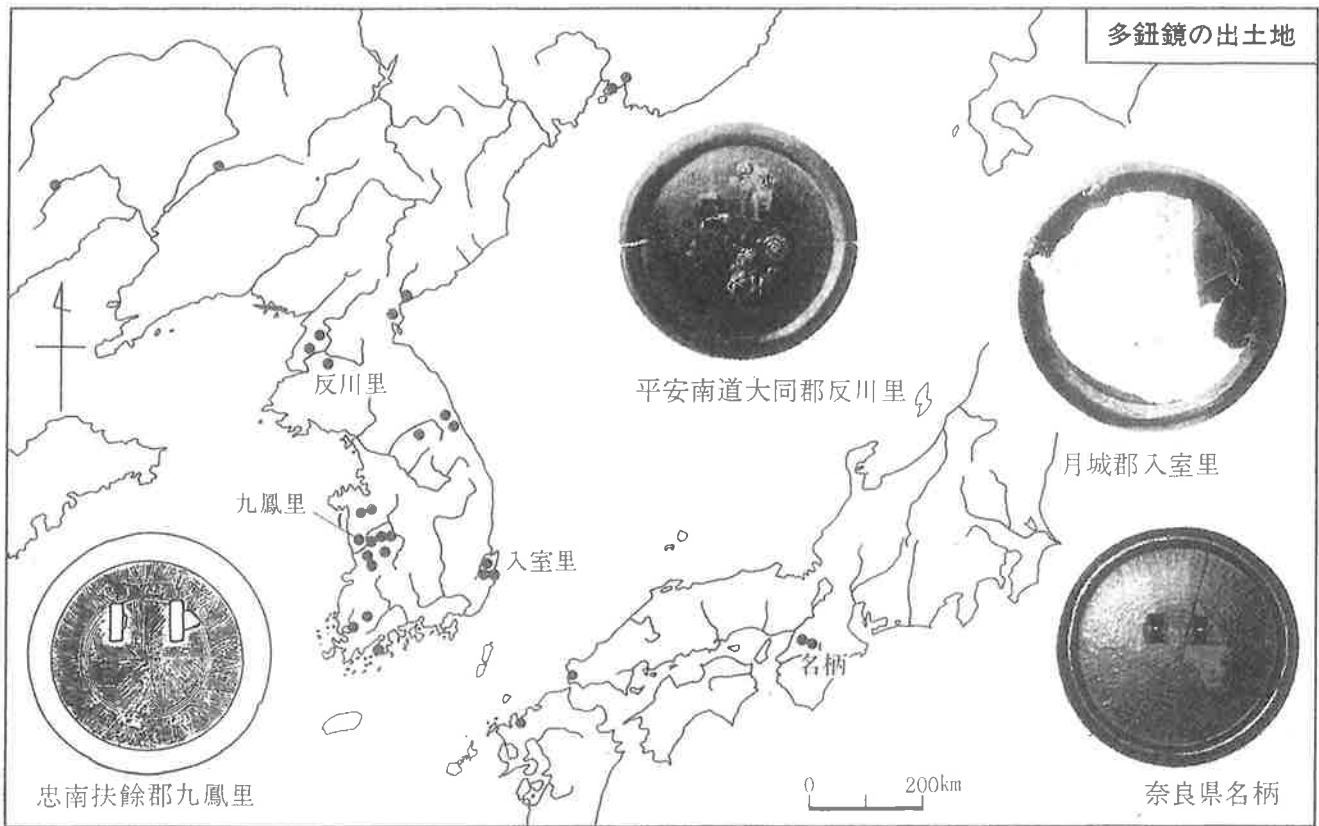 多鈕鏡の出土地
反川里
平安南道大同郡反川里
月城郡入室里
九鳳里
入室里
名柄
忠南扶餘郡九鳳里
0 200km
奈良県名柄